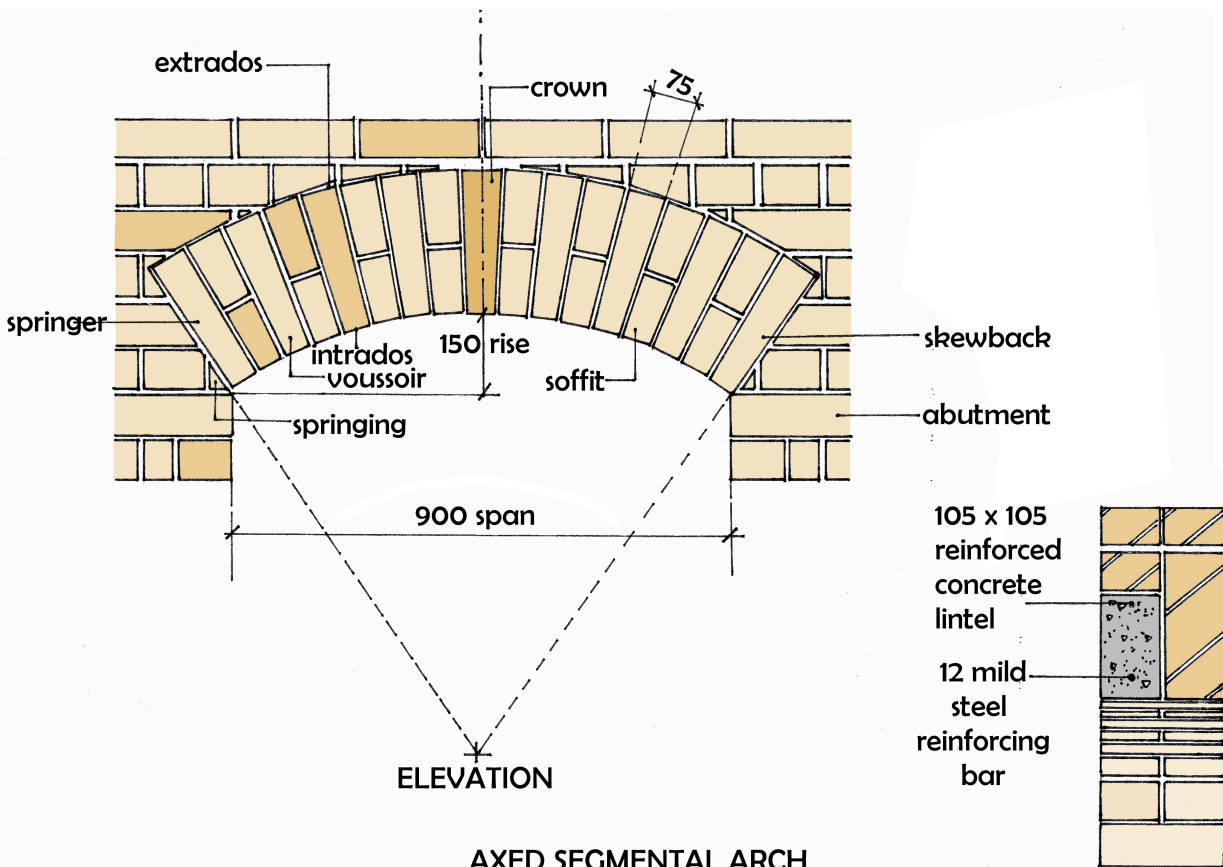 extrados
crown
75
springer
intrados
voussoir
150 rise
soffit
skewback
springing
abutment
900 span
105 x 105
reinforced
concrete
lintel
12 mild
steel
reinforcing
bar
ELEVATION
AXED SEGMENTAL ARCH